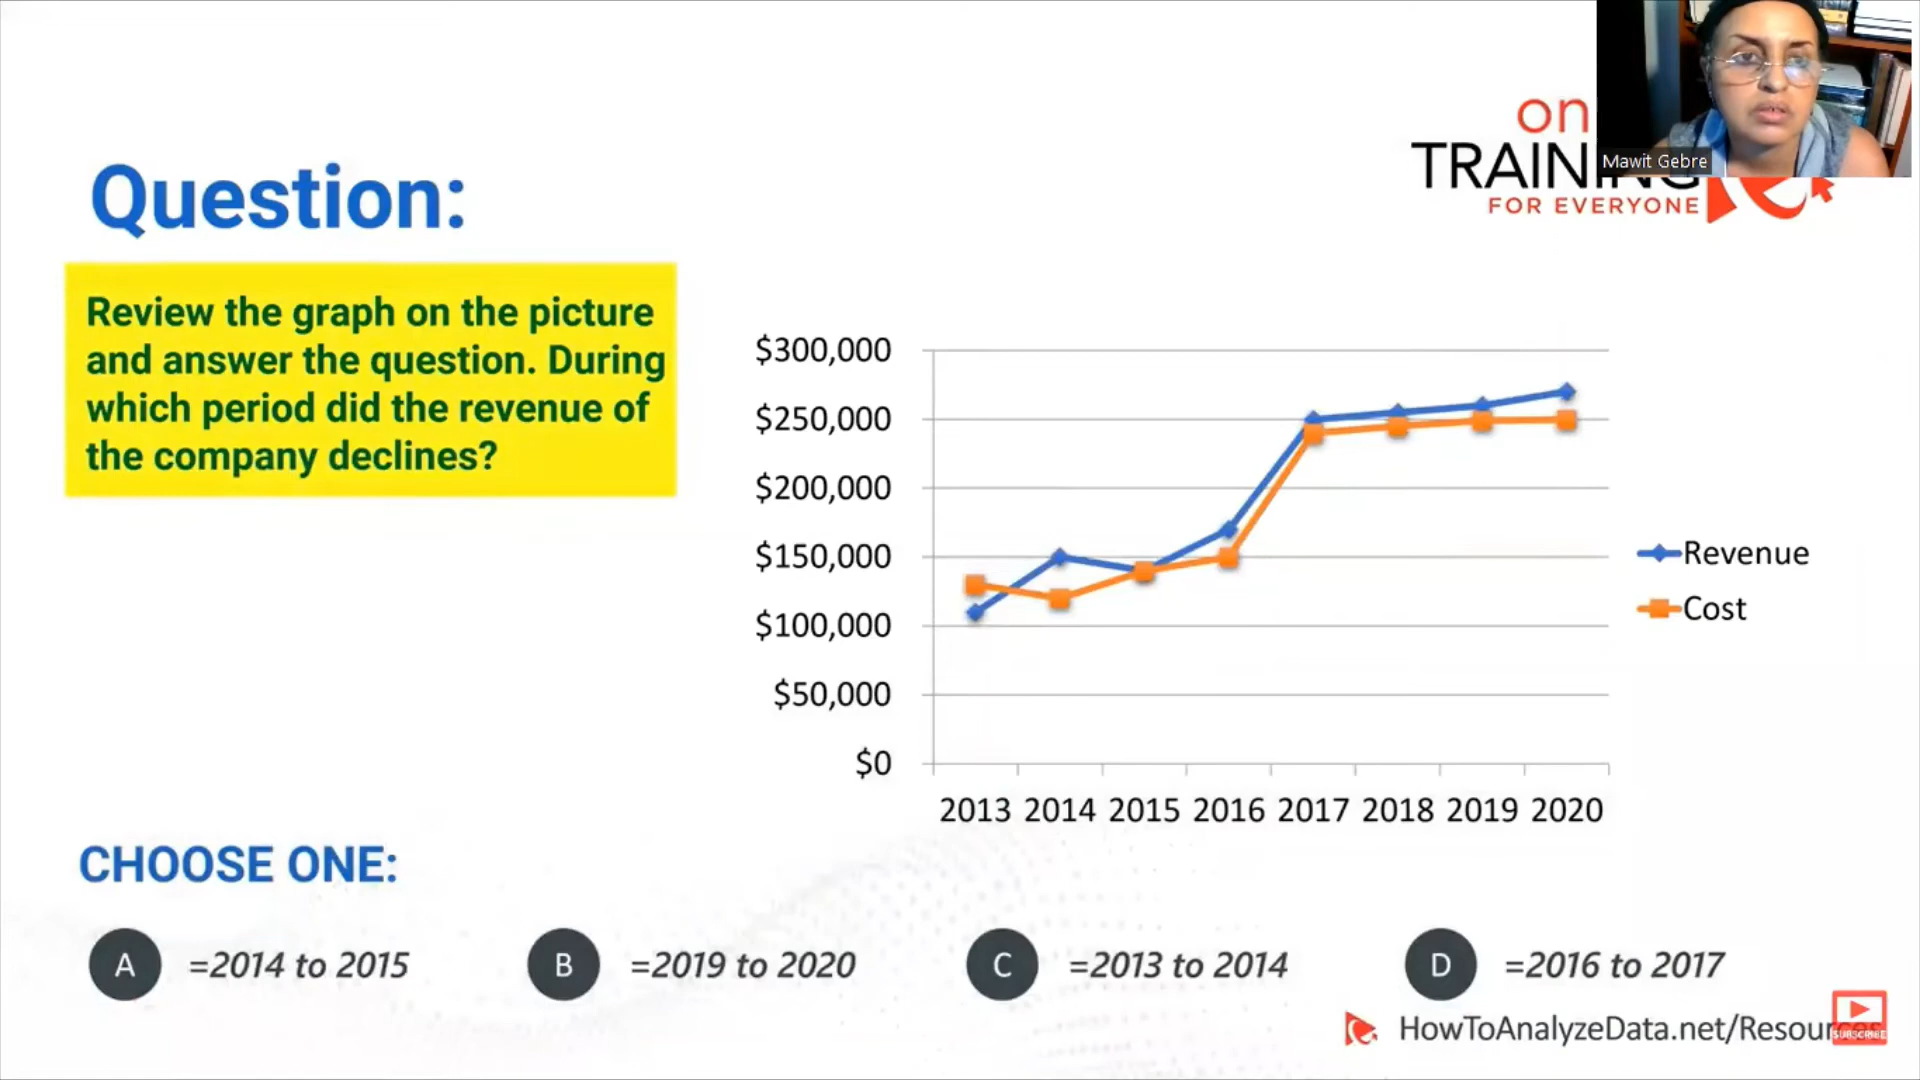 on
TRAINING
FOR EVERYONE
Mawit Gebre
Question:
Review the graph on the picture
and answer the question. During
which period did the revenue of
the company declines?
$300,000
$250,000
$200,000
$150,000
$100,000
$50,000
$0
2013 2014 2015 2016 2017 2018 2019 2020
Revenue
Cost
CHOOSE ONE:
A =2014 to 2015
B =2019 to 2020
C =2013 to 2014
D =2016 to 2017
HowToAnalyzeData.net/Resources
SUBSCRIBE